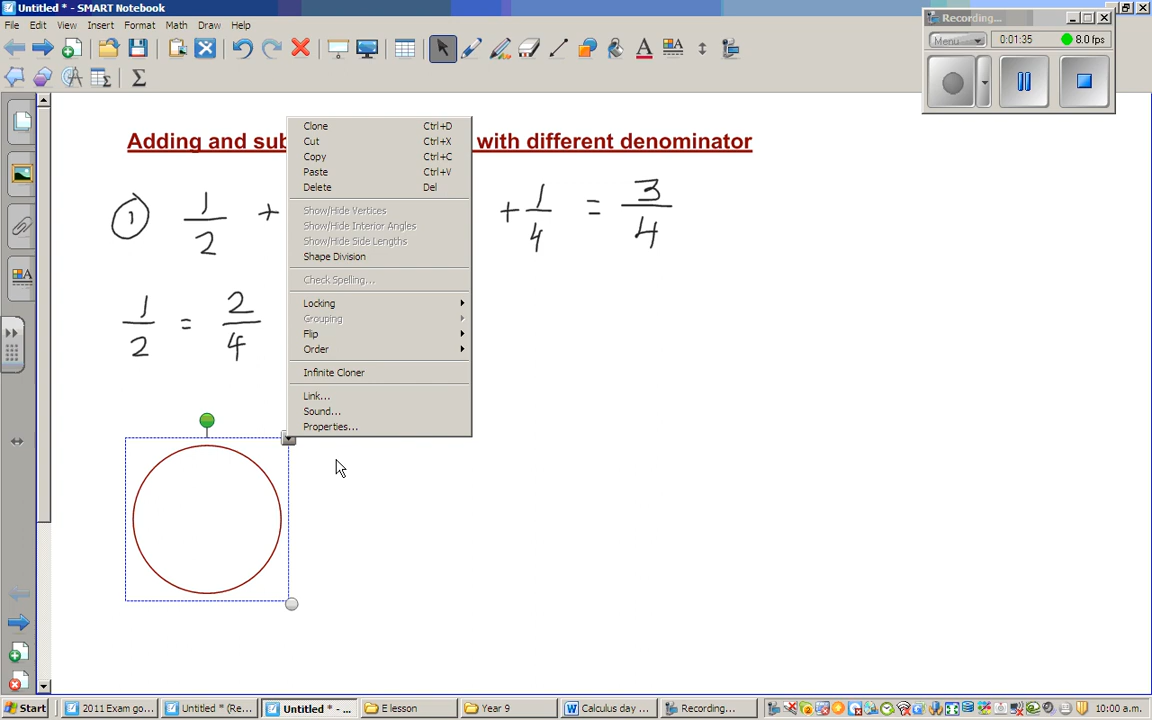 Untitled * - SMART Notebook
File Edit View Insert Format Math Draw Help
Recording...
Menu 0:01:35 8.0 fps
Adding and sub with different denominator
① 1/2 + + 1/4 = 3/4
1/2 = 2/4
Clone Ctrl+D
Cut Ctrl+X
Copy Ctrl+C
Paste Ctrl+V
Delete Del
Show/Hide Vertices
Show/Hide Interior Angles
Show/Hide Side Lengths
Shape Division
Check Spelling...
Locking
Grouping
Flip
Order
Infinite Cloner
Link...
Sound...
Properties...
Start 2011 Exam go... Untitled * (Re... Untitled * - ... E lesson Year 9 Calculus day ... Recording... 10:00 a.m.